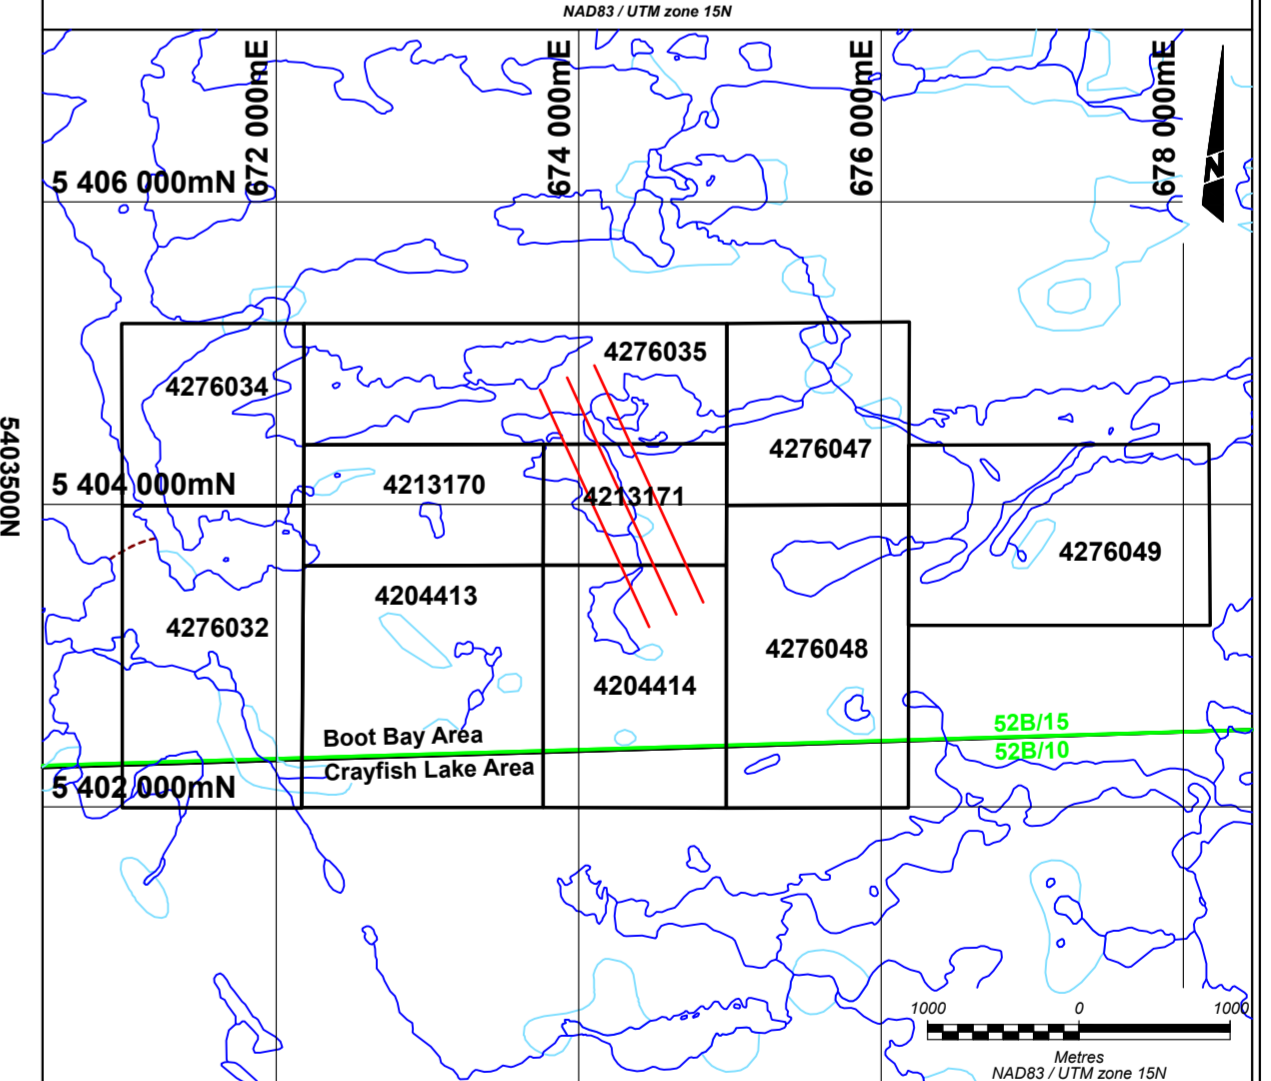 NAD83 / UTM zone 15N
672 000mE
674 000mE
676 000mE
678 000mE
N
5 406 000mN
4276035
4276034
4276047
5403500N
5 404 000mN
4213170
4213171
4276049
4204413
4276032
4276048
4204414
52B/15
Boot Bay Area
52B/10
Crayfish Lake Area
5 402 000mN
1000 0 1000
Metres
NAD83 / UTM zone 15N